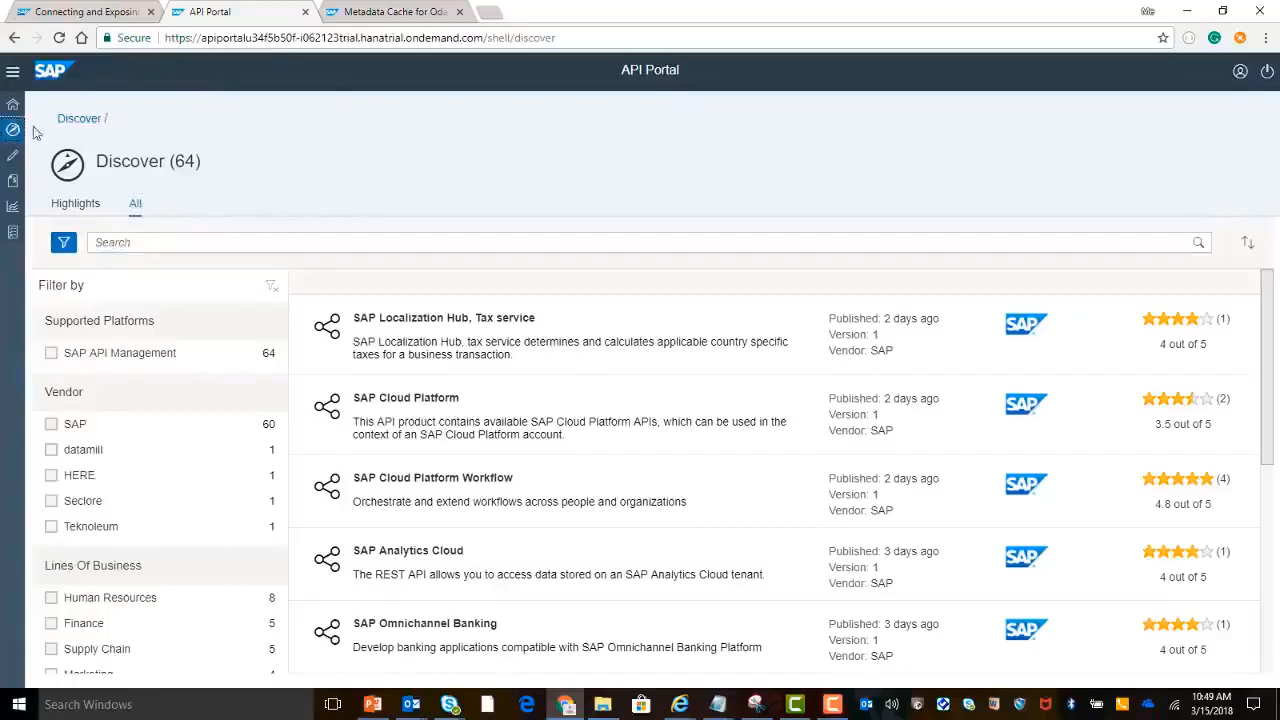 Connecting and Exposin
API Portal
Metadata Cache for Ode
Secure
https://apiportalu34f5b50f-i062123trial.hanatrial.ondemand.com/shell/discover
SAP
API Portal
Discover /
Discover (64)
Highlights
All
Search
Filter by
Supported Platforms
SAP API Management 64
Vendor
SAP 60
datamill 1
HERE 1
Seclore 1
Teknoleum 1
Lines Of Business
Human Resources 8
Finance 5
Supply Chain 5
Marketing 4
SAP Localization Hub, Tax service
SAP Localization Hub, tax service determines and calculates applicable country specific
taxes for a business transaction.
Published: 2 days ago
Version: 1
Vendor: SAP
SAP
(1)
4 out of 5
SAP Cloud Platform
This API product contains available SAP Cloud Platform APIs, which can be used in the
context of an SAP Cloud Platform account.
Published: 2 days ago
Version: 1
Vendor: SAP
SAP
(2)
3.5 out of 5
SAP Cloud Platform Workflow
Orchestrate and extend workflows across people and organizations
Published: 2 days ago
Version: 1
Vendor: SAP
SAP
(4)
4.8 out of 5
SAP Analytics Cloud
The REST API allows you to access data stored on an SAP Analytics Cloud tenant.
Published: 3 days ago
Version: 1
Vendor: SAP
SAP
(1)
4 out of 5
SAP Omnichannel Banking
Develop banking applications compatible with SAP Omnichannel Banking Platform
Published: 3 days ago
Version: 1
Vendor: SAP
SAP
(1)
4 out of 5
Search Windows
10:49 AM
3/15/2018